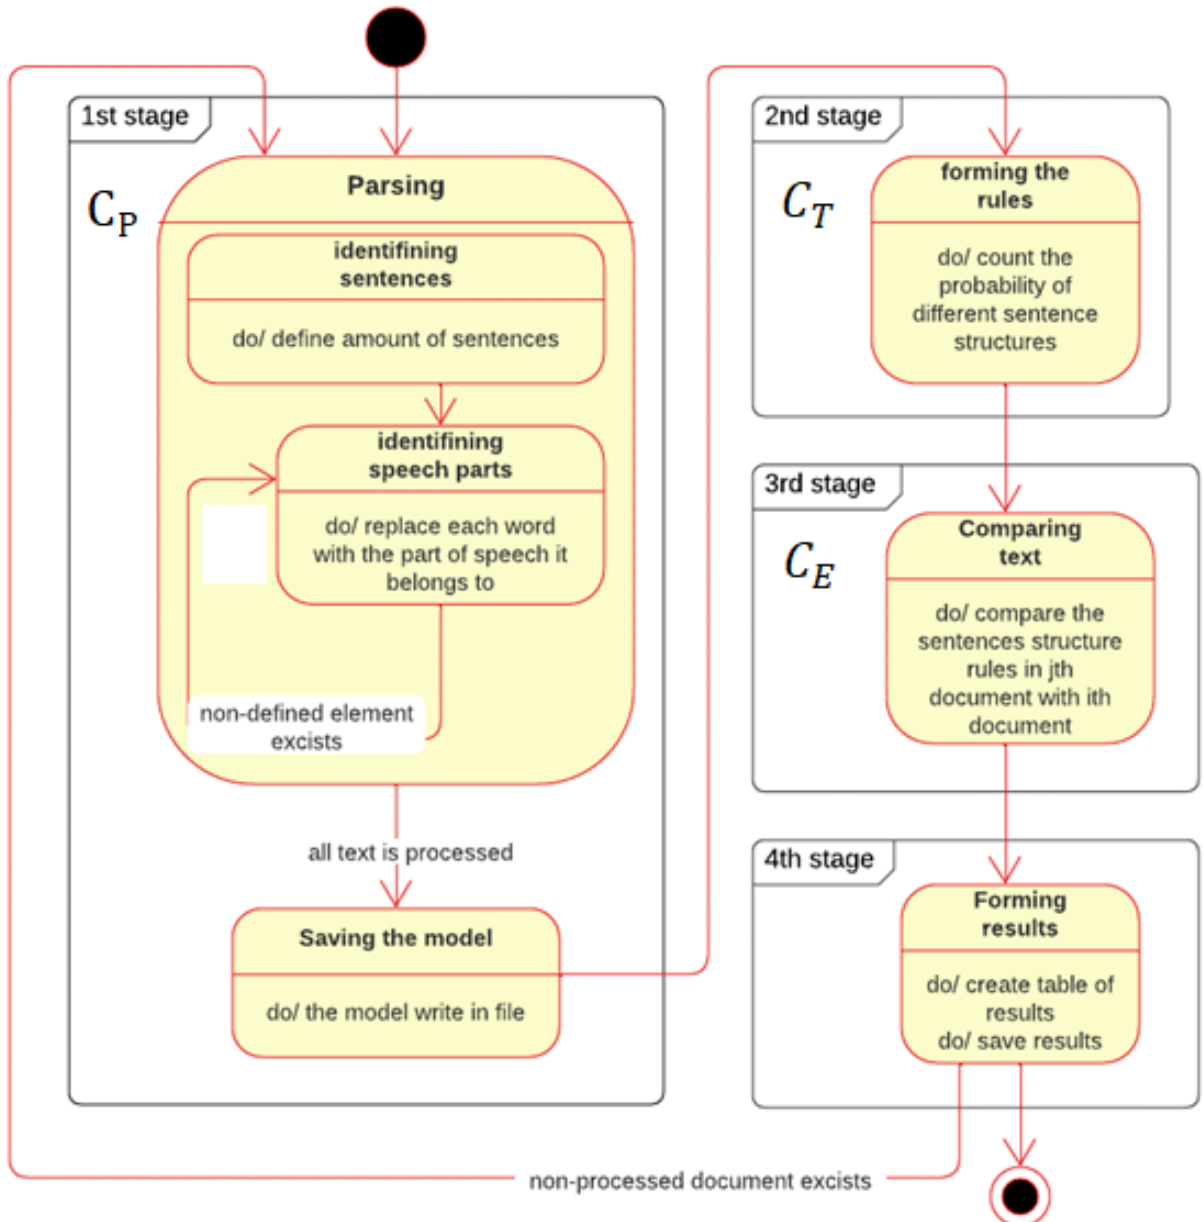 1st stage
C_P
Parsing
identifining
sentences
do/ define amount of sentences
identifining
speech parts
do/ replace each word
with the part of speech it
belongs to
non-defined element
excists
all text is processed
Saving the model
do/ the model write in file
2nd stage
C_T
forming the
rules
do/ count the
probability of
different sentence
structures
3rd stage
C_E
Comparing
text
do/ compare the
sentences structure
rules in jth
document with ith
document
4th stage
Forming
results
do/ create table of
results
do/ save results
non-processed document excists